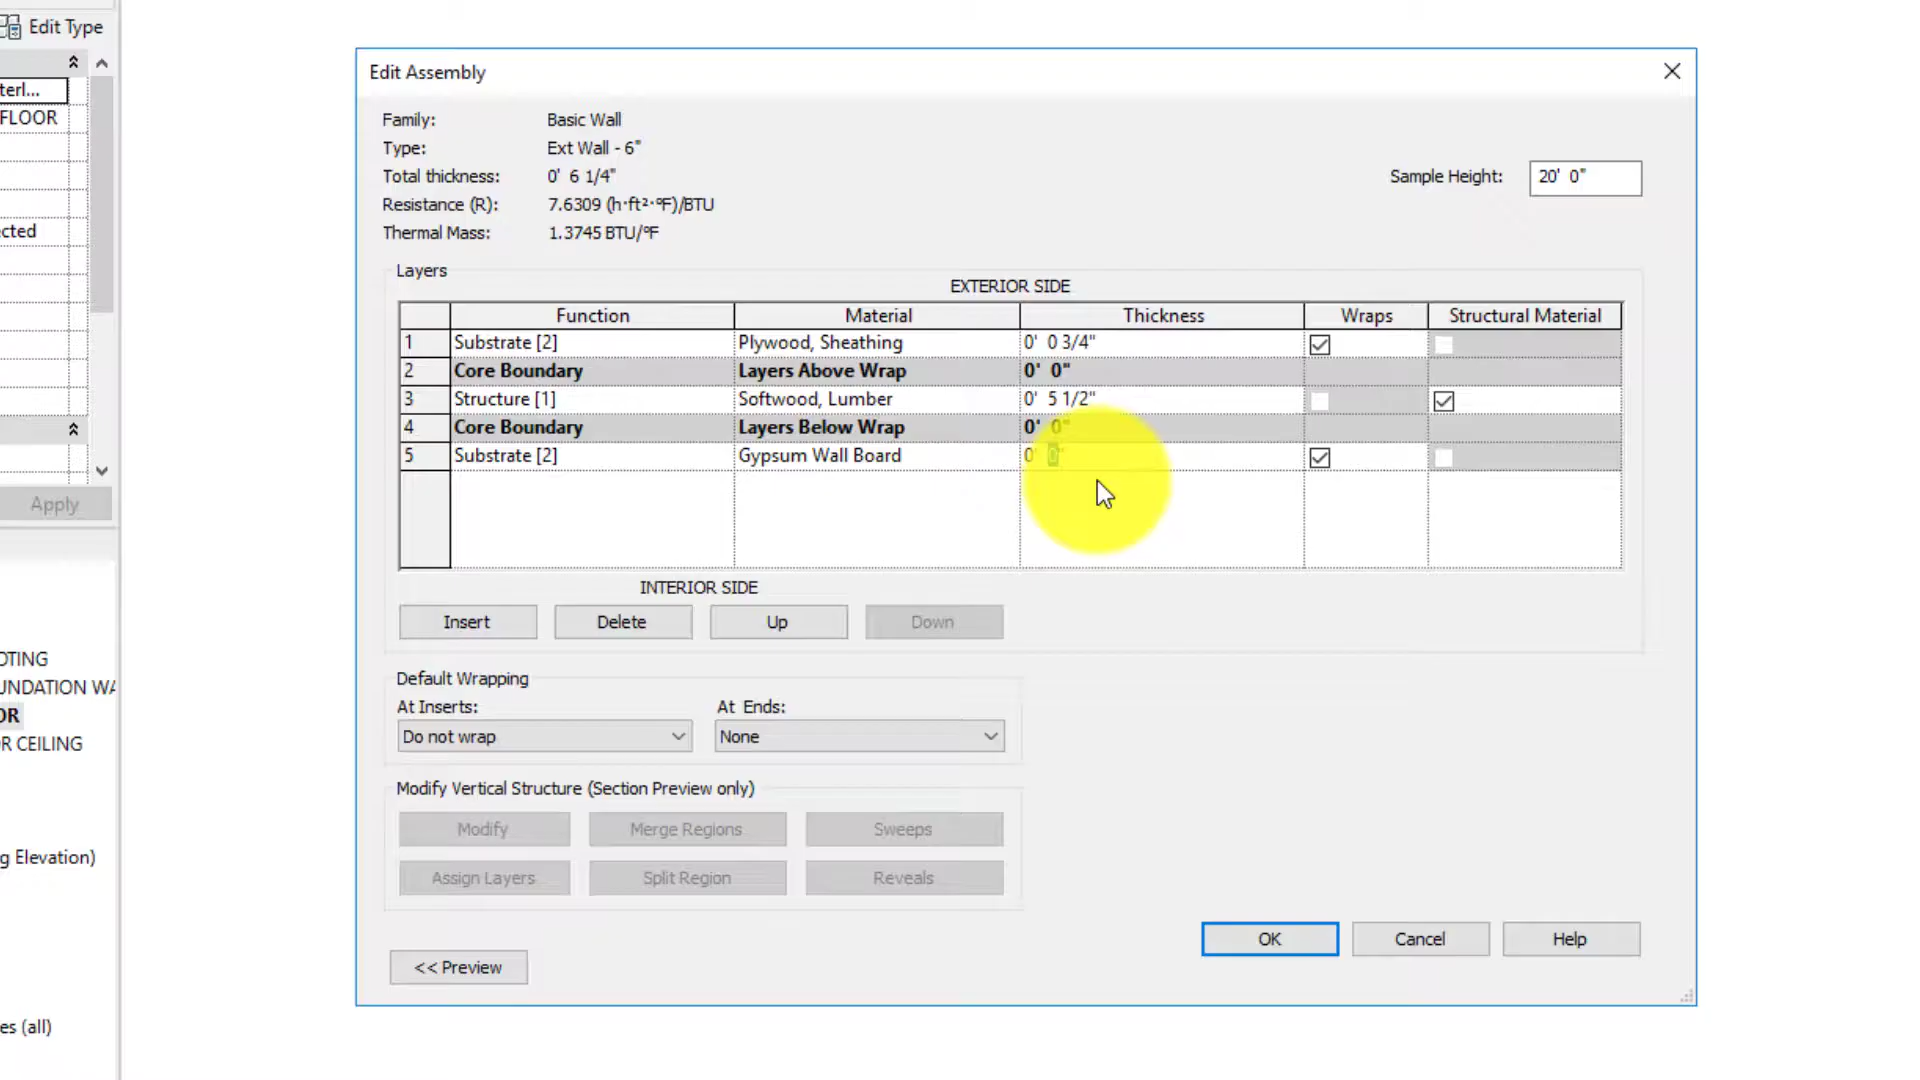 Edit Type
terl...
FLOOR
cted
Apply
OTING
UNDATION WA
OR
R CEILING
g Elevation)
es (all)
Edit Assembly
Family: Basic Wall
Type: Ext Wall - 6"
Total thickness: 0' 6 1/4"
Resistance (R): 7.6309 (h·ft²·°F)/BTU
Thermal Mass: 1.3745 BTU/°F
Sample Height: 20' 0"
Layers
EXTERIOR SIDE
Function Material Thickness Wraps Structural Material
1 Substrate [2] Plywood, Sheathing 0' 0 3/4"
2 Core Boundary Layers Above Wrap 0' 0"
3 Structure [1] Softwood, Lumber 0' 5 1/2"
4 Core Boundary Layers Below Wrap 0' 0"
5 Substrate [2] Gypsum Wall Board 0' 0"
INTERIOR SIDE
Insert Delete Up Down
Default Wrapping
At Inserts: At Ends:
Do not wrap None
Modify Vertical Structure (Section Preview only)
Modify Merge Regions Sweeps
Assign Layers Split Region Reveals
OK Cancel Help
<< Preview